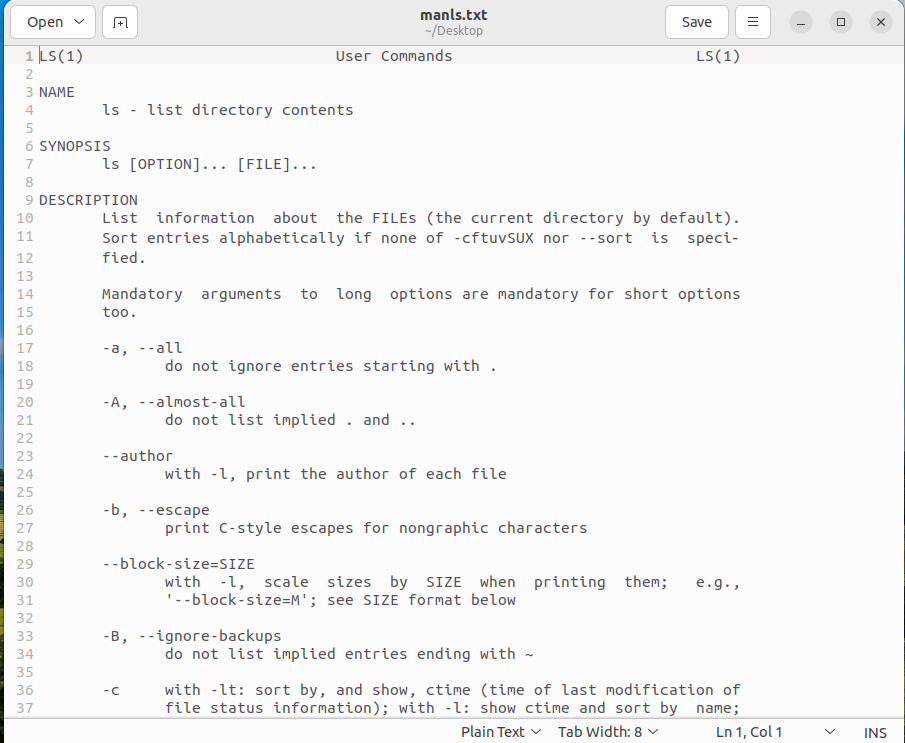 Open
manls.txt
~/Desktop
Save
1 LS(1) User Commands LS(1)
2
3 NAME
4 ls - list directory contents
5
6 SYNOPSIS
7 ls [OPTION]... [FILE]...
8
9 DESCRIPTION
10 List information about the FILEs (the current directory by default).
11 Sort entries alphabetically if none of -cftuvSUX nor --sort is speci-
12 fied.
13
14 Mandatory arguments to long options are mandatory for short options
15 too.
16
17 -a, --all
18 do not ignore entries starting with .
19
20 -A, --almost-all
21 do not list implied . and ..
22
23 --author
24 with -l, print the author of each file
25
26 -b, --escape
27 print C-style escapes for nongraphic characters
28
29 --block-size=SIZE
30 with -l, scale sizes by SIZE when printing them; e.g.,
31 '--block-size=M'; see SIZE format below
32
33 -B, --ignore-backups
34 do not list implied entries ending with ~
35
36 -c with -lt: sort by, and show, ctime (time of last modification of
37 file status information); with -l: show ctime and sort by name;
Plain Text Tab Width: 8 Ln 1, Col 1 INS